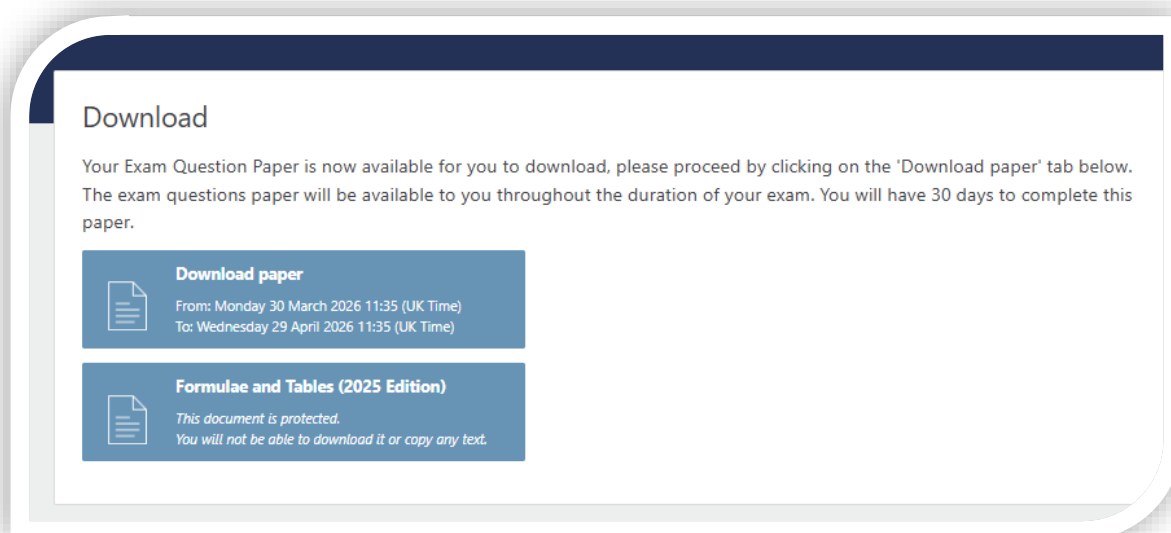 Download
Your Exam Question Paper is now available for you to download, please proceed by clicking on the 'Download paper' tab below.
The exam questions paper will be available to you throughout the duration of your exam. You will have 30 days to complete this
paper.
Download paper
From: Monday 30 March 2026 11:35 (UK Time)
To: Wednesday 29 April 2026 11:35 (UK Time)
Formulae and Tables (2025 Edition)
This document is protected.
You will not be able to download it or copy any text.